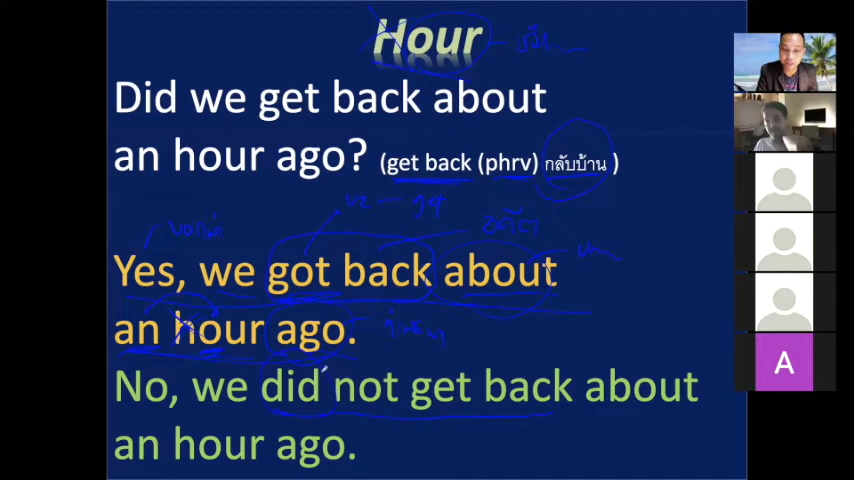 Hour
Did we get back about
an hour ago? (get back (phrv) กลับบ้าน )
Yes, we got back about
an hour ago.
No, we did not get back about
an hour ago.
A